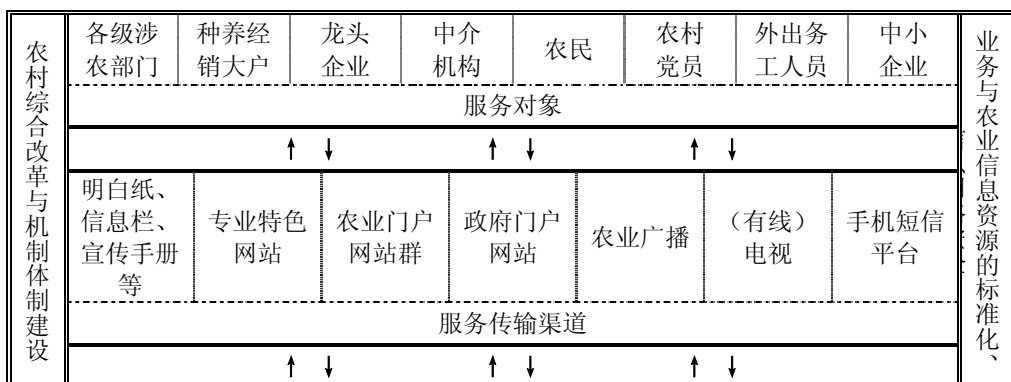 农村综合改革与机制体制建设
各级涉
农部门
种养经
销大户
龙头
企业
中介
机构
农民
农村
党员
外出务
工人员
中小
企业
服务对象
明白纸、
信息栏、
宣传手册
等
专业特色
网站
农业门户
网站群
政府门户
网站
农业广播
（有线）
电视
手机短信
平台
服务传输渠道
业务与农业信息资源的标准化、